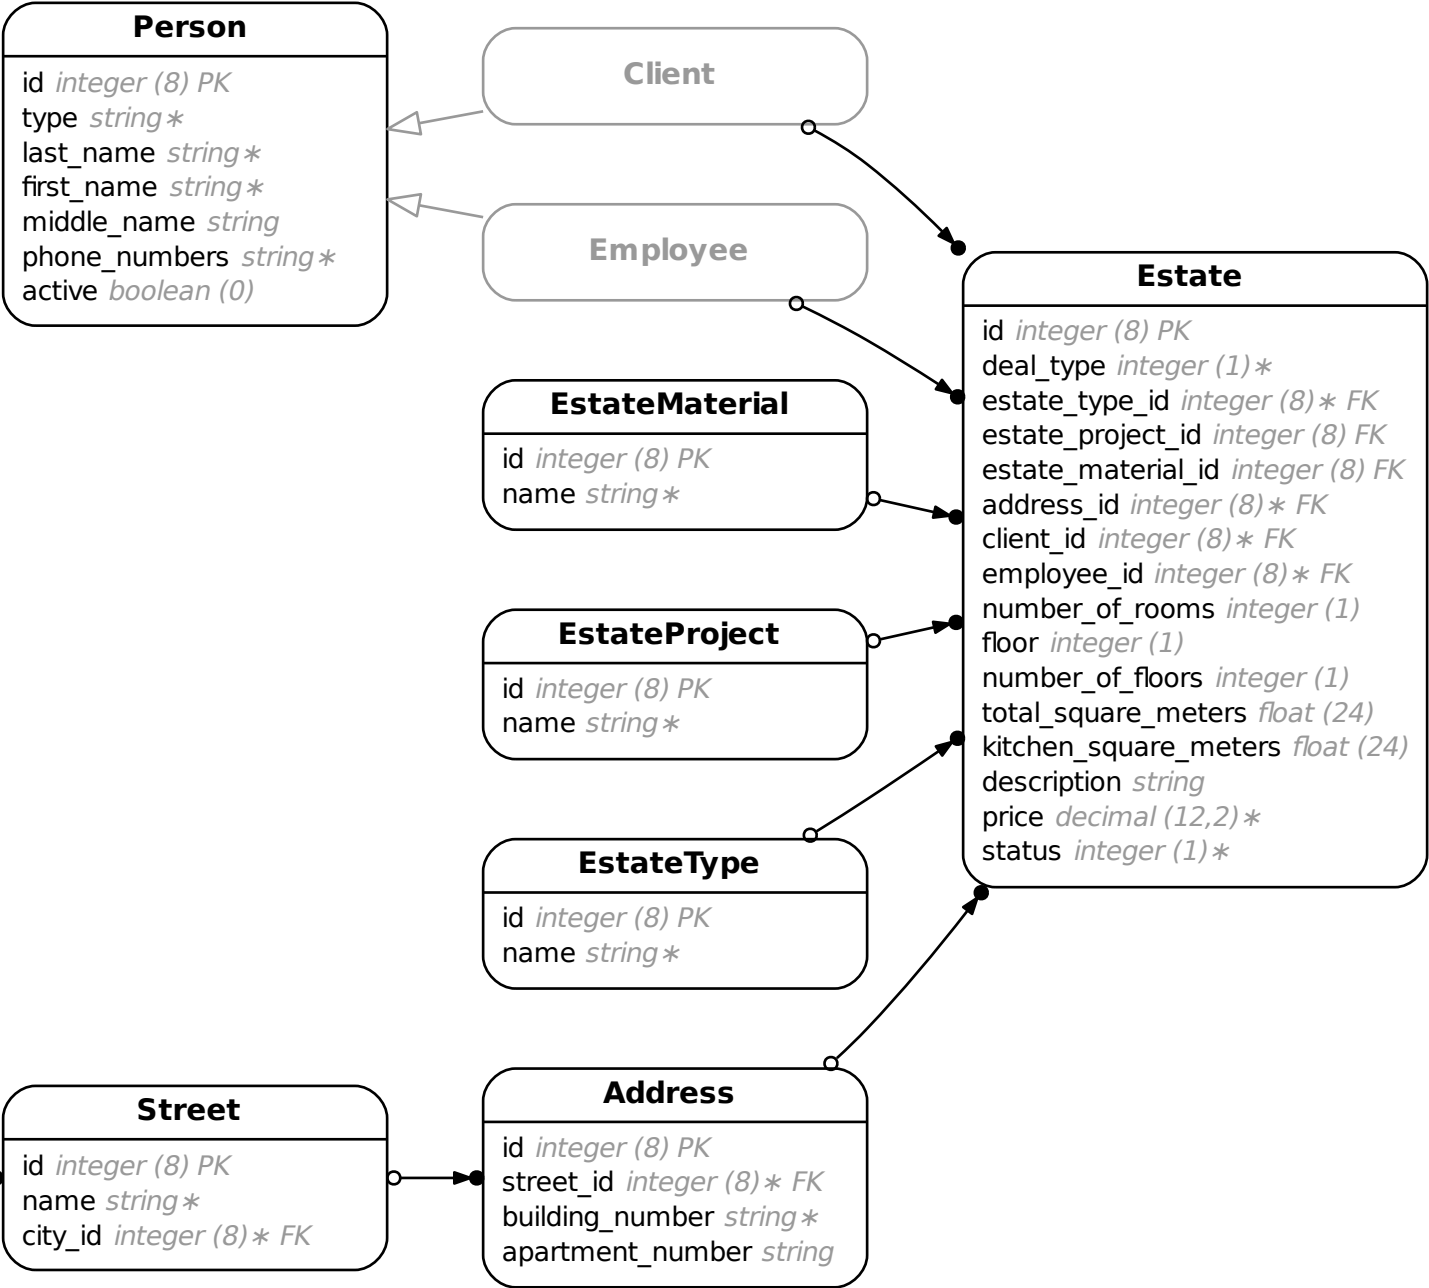 Person
id integer (8) PK
type string∗
last_name string∗
first_name string∗
middle_name string
phone_numbers string∗
active boolean (0)
Client
Employee
EstateMaterial
id integer (8) PK
name string∗
EstateProject
id integer (8) PK
name string∗
EstateType
id integer (8) PK
name string∗
Estate
id integer (8) PK
deal_type integer (1)∗
estate_type_id integer (8)∗ FK
estate_project_id integer (8) FK
estate_material_id integer (8) FK
address_id integer (8)∗ FK
client_id integer (8)∗ FK
employee_id integer (8)∗ FK
number_of_rooms integer (1)
floor integer (1)
number_of_floors integer (1)
total_square_meters float (24)
kitchen_square_meters float (24)
description string
price decimal (12,2)∗
status integer (1)∗
Street
id integer (8) PK
name string∗
city_id integer (8)∗ FK
Address
id integer (8) PK
street_id integer (8)∗ FK
building_number string∗
apartment_number string